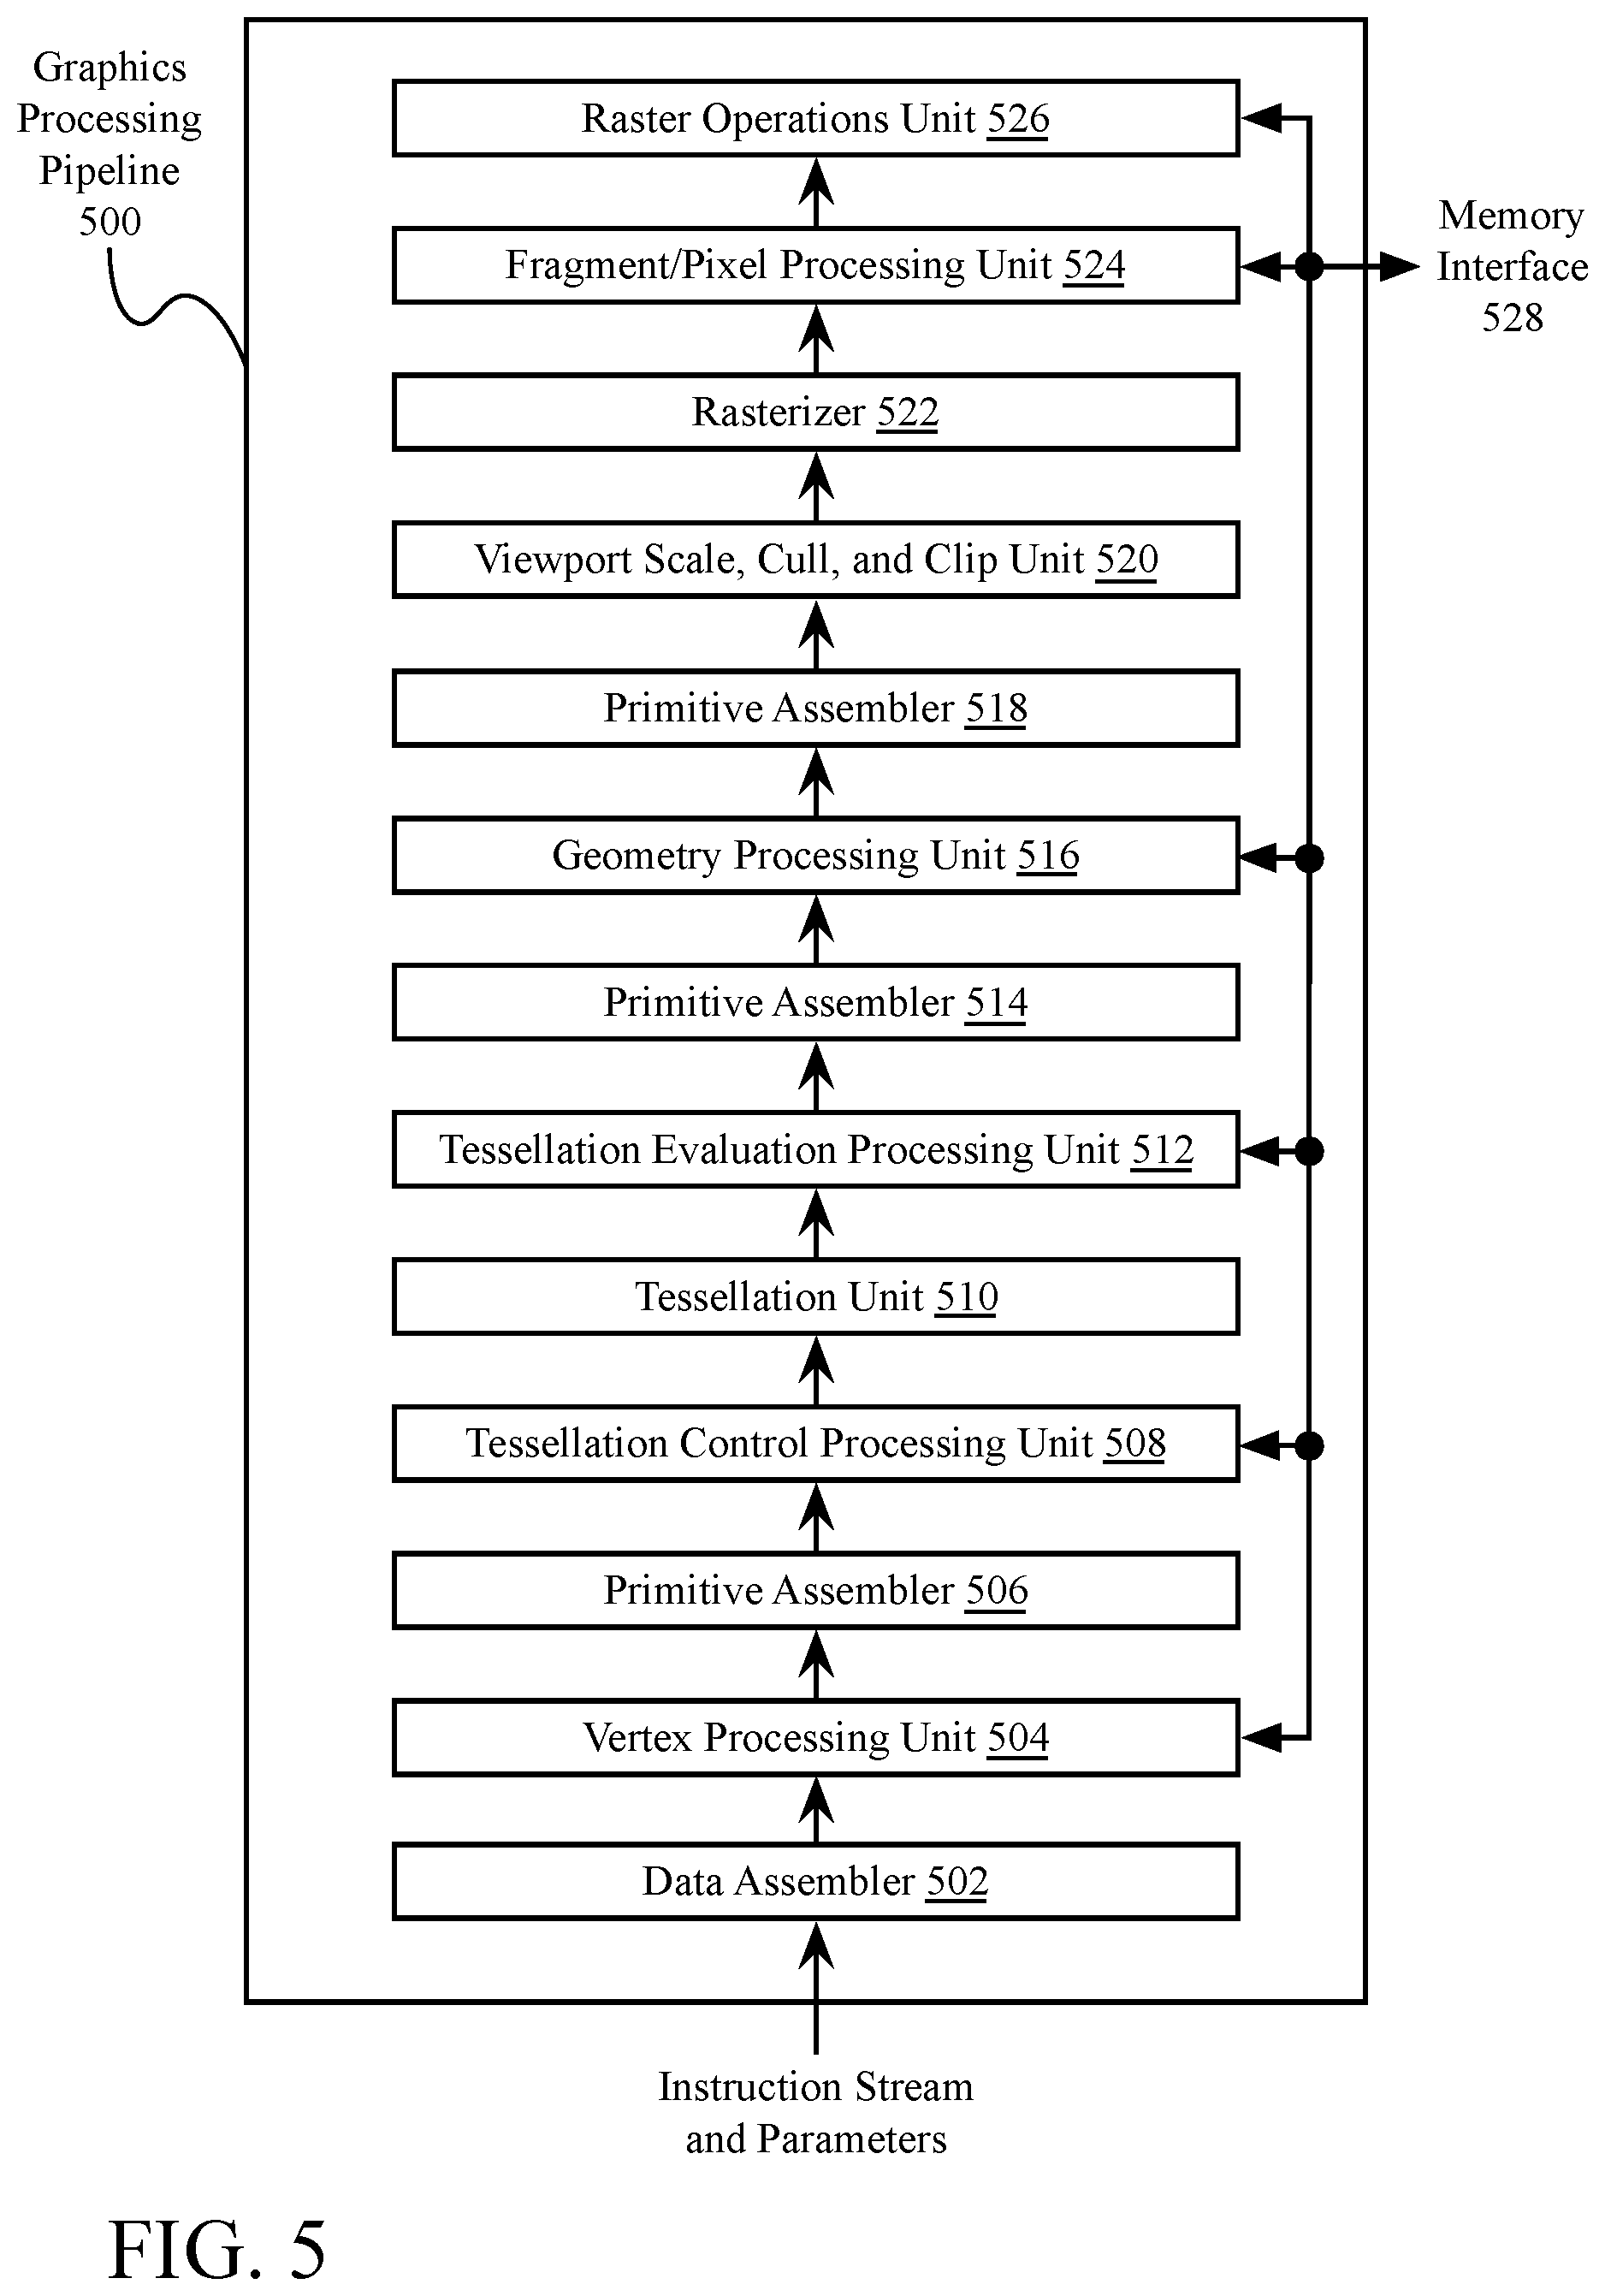 Graphics
Processing
Pipeline
500
Raster Operations Unit 526
Fragment/Pixel Processing Unit 524
Memory
Interface
528
Rasterizer 522
Viewport Scale, Cull, and Clip Unit 520
Primitive Assembler 518
Geometry Processing Unit 516
Primitive Assembler 514
Tessellation Evaluation Processing Unit 512
Tessellation Unit 510
Tessellation Control Processing Unit 508
Primitive Assembler 506
Vertex Processing Unit 504
Data Assembler 502
Instruction Stream
and Parameters
FIG. 5